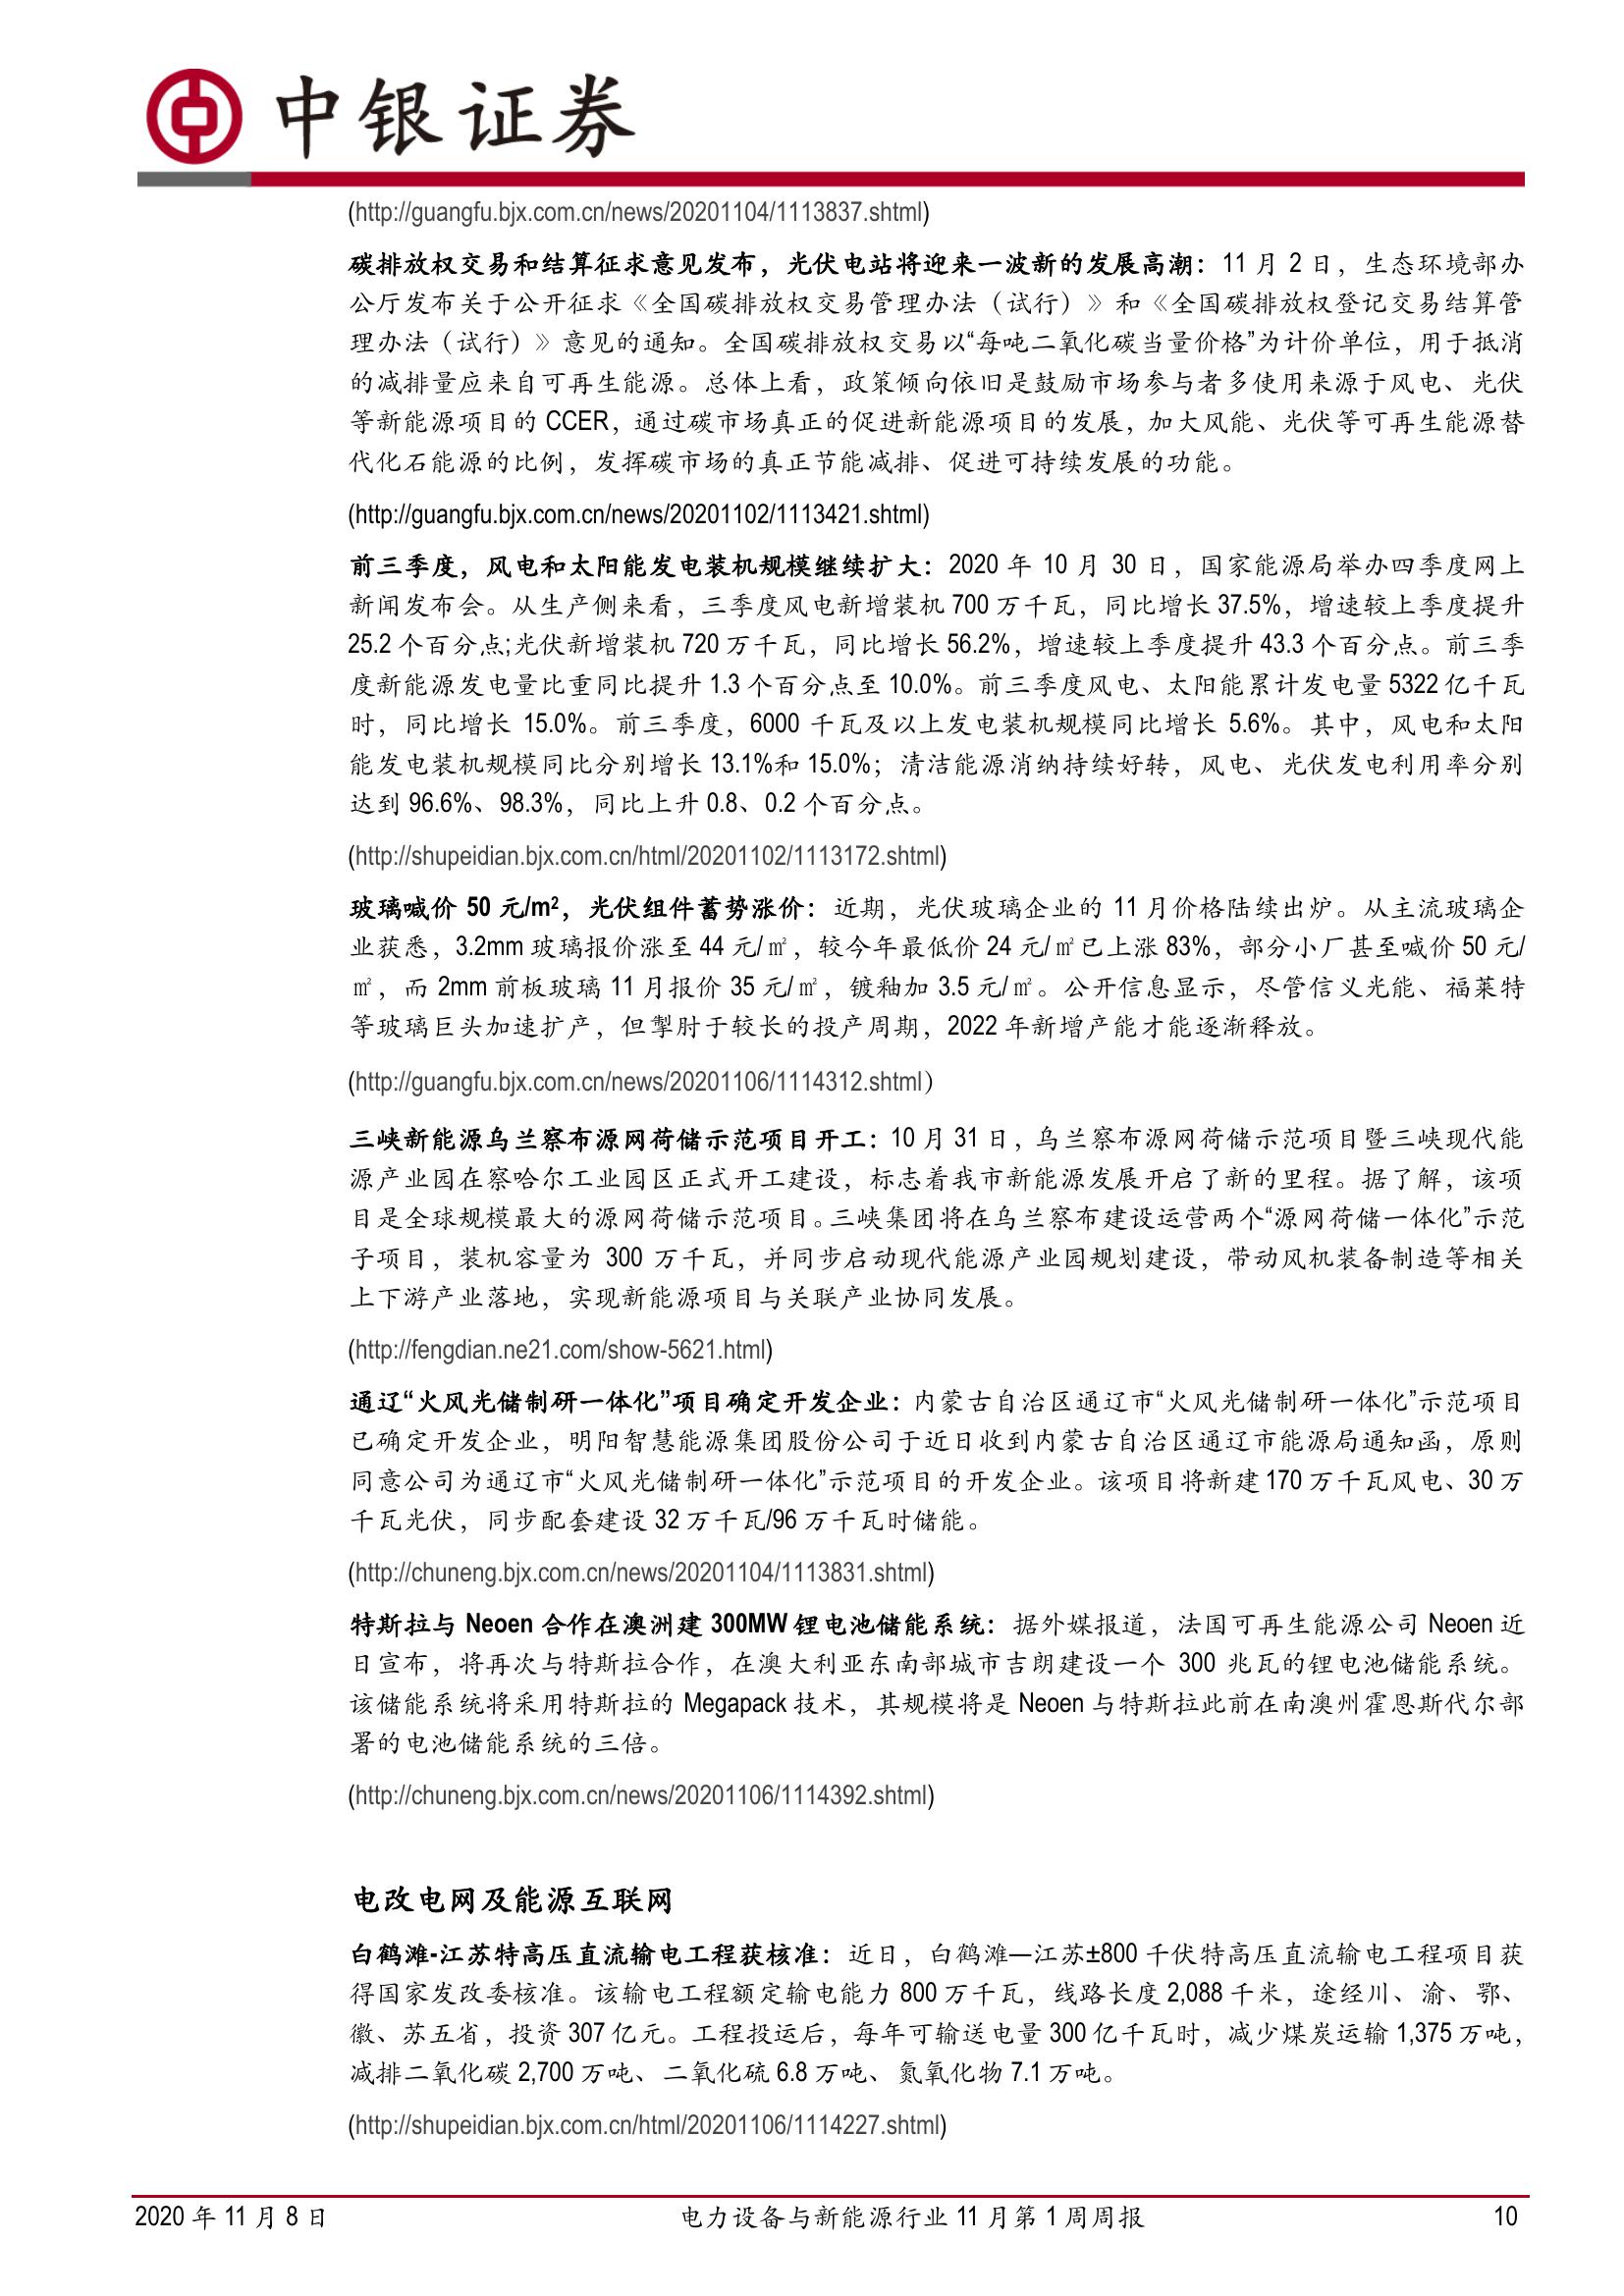 中银证券
(http://guangfu.bjx.com.cn/news/20201104/1113837.shtml)
碳排放权交易和结算征求意见发布，光伏电站将迎来一波新的发展高潮：11 月 2 日，生态环境部办
公厅发布关于公开征求《全国碳排放权交易管理办法（试行）》和《全国碳排放权登记交易结算管
理办法（试行）》意见的通知。全国碳排放权交易以“每吨二氧化碳当量价格”为计价单位，用于抵消
的减排量应来自可再生能源。总体上看，政策倾向依旧是鼓励市场参与者多使用来源于风电、光伏
等新能源项目的 CCER，通过碳市场真正的促进新能源项目的发展，加大风能、光伏等可再生能源替
代化石能源的比例，发挥碳市场的真正节能减排、促进可持续发展的功能。
(http://guangfu.bjx.com.cn/news/20201102/1113421.shtml)
前三季度，风电和太阳能发电装机规模继续扩大：2020 年 10 月 30 日，国家能源局举办四季度网上
新闻发布会。从生产侧来看，三季度风电新增装机 700 万千瓦，同比增长 37.5%，增速较上季度提升
25.2 个百分点;光伏新增装机 720 万千瓦，同比增长 56.2%，增速较上季度提升 43.3 个百分点。前三季
度新能源发电量比重同比提升 1.3 个百分点至 10.0%。前三季度风电、太阳能累计发电量 5322 亿千瓦
时，同比增长 15.0%。前三季度，6000 千瓦及以上发电装机规模同比增长 5.6%。其中，风电和太阳
能发电装机规模同比分别增长 13.1%和 15.0%；清洁能源消纳持续好转，风电、光伏发电利用率分别
达到 96.6%、98.3%，同比上升 0.8、0.2 个百分点。
(http://shupeidian.bjx.com.cn/html/20201102/1113172.shtml)
玻璃喊价 50 元/m²，光伏组件蓄势涨价：近期，光伏玻璃企业的 11 月价格陆续出炉。从主流玻璃企
业获悉，3.2mm 玻璃报价涨至 44 元/㎡，较今年最低价 24 元/㎡已上涨 83%，部分小厂甚至喊价 50 元/
㎡，而 2mm 前板玻璃 11 月报价 35 元/㎡，镀釉加 3.5 元/㎡。公开信息显示，尽管信义光能、福莱特
等玻璃巨头加速扩产，但掣肘于较长的投产周期，2022 年新增产能才能逐渐释放。
(http://guangfu.bjx.com.cn/news/20201106/1114312.shtml）
三峡新能源乌兰察布源网荷储示范项目开工：10 月 31 日，乌兰察布源网荷储示范项目暨三峡现代能
源产业园在察哈尔工业园区正式开工建设，标志着我市新能源发展开启了新的里程。据了解，该项
目是全球规模最大的源网荷储示范项目。三峡集团将在乌兰察布建设运营两个“源网荷储一体化”示范
子项目，装机容量为 300 万千瓦，并同步启动现代能源产业园规划建设，带动风机装备制造等相关
上下游产业落地，实现新能源项目与关联产业协同发展。
(http://fengdian.ne21.com/show-5621.html)
通辽“火风光储制研一体化”项目确定开发企业：内蒙古自治区通辽市“火风光储制研一体化”示范项目
已确定开发企业，明阳智慧能源集团股份公司于近日收到内蒙古自治区通辽市能源局通知函，原则
同意公司为通辽市“火风光储制研一体化”示范项目的开发企业。该项目将新建 170 万千瓦风电、30 万
千瓦光伏，同步配套建设 32 万千瓦/96 万千瓦时储能。
(http://chuneng.bjx.com.cn/news/20201104/1113831.shtml)
特斯拉与 Neoen 合作在澳洲建 300MW 锂电池储能系统：据外媒报道，法国可再生能源公司 Neoen 近
日宣布，将再次与特斯拉合作，在澳大利亚东南部城市吉朗建设一个 300 兆瓦的锂电池储能系统。
该储能系统将采用特斯拉的 Megapack 技术，其规模将是 Neoen 与特斯拉此前在南澳州霍恩斯代尔部
署的电池储能系统的三倍。
(http://chuneng.bjx.com.cn/news/20201106/1114392.shtml)
电改电网及能源互联网
白鹤滩-江苏特高压直流输电工程获核准：近日，白鹤滩—江苏±800 千伏特高压直流输电工程项目获
得国家发改委核准。该输电工程额定输电能力 800 万千瓦，线路长度 2,088 千米，途经川、渝、鄂、
徽、苏五省，投资 307 亿元。工程投运后，每年可输送电量 300 亿千瓦时，减少煤炭运输 1,375 万吨，
减排二氧化碳 2,700 万吨、二氧化硫 6.8 万吨、氮氧化物 7.1 万吨。
(http://shupeidian.bjx.com.cn/html/20201106/1114227.shtml)
2020 年 11 月 8 日
电力设备与新能源行业 11 月第 1 周周报
10